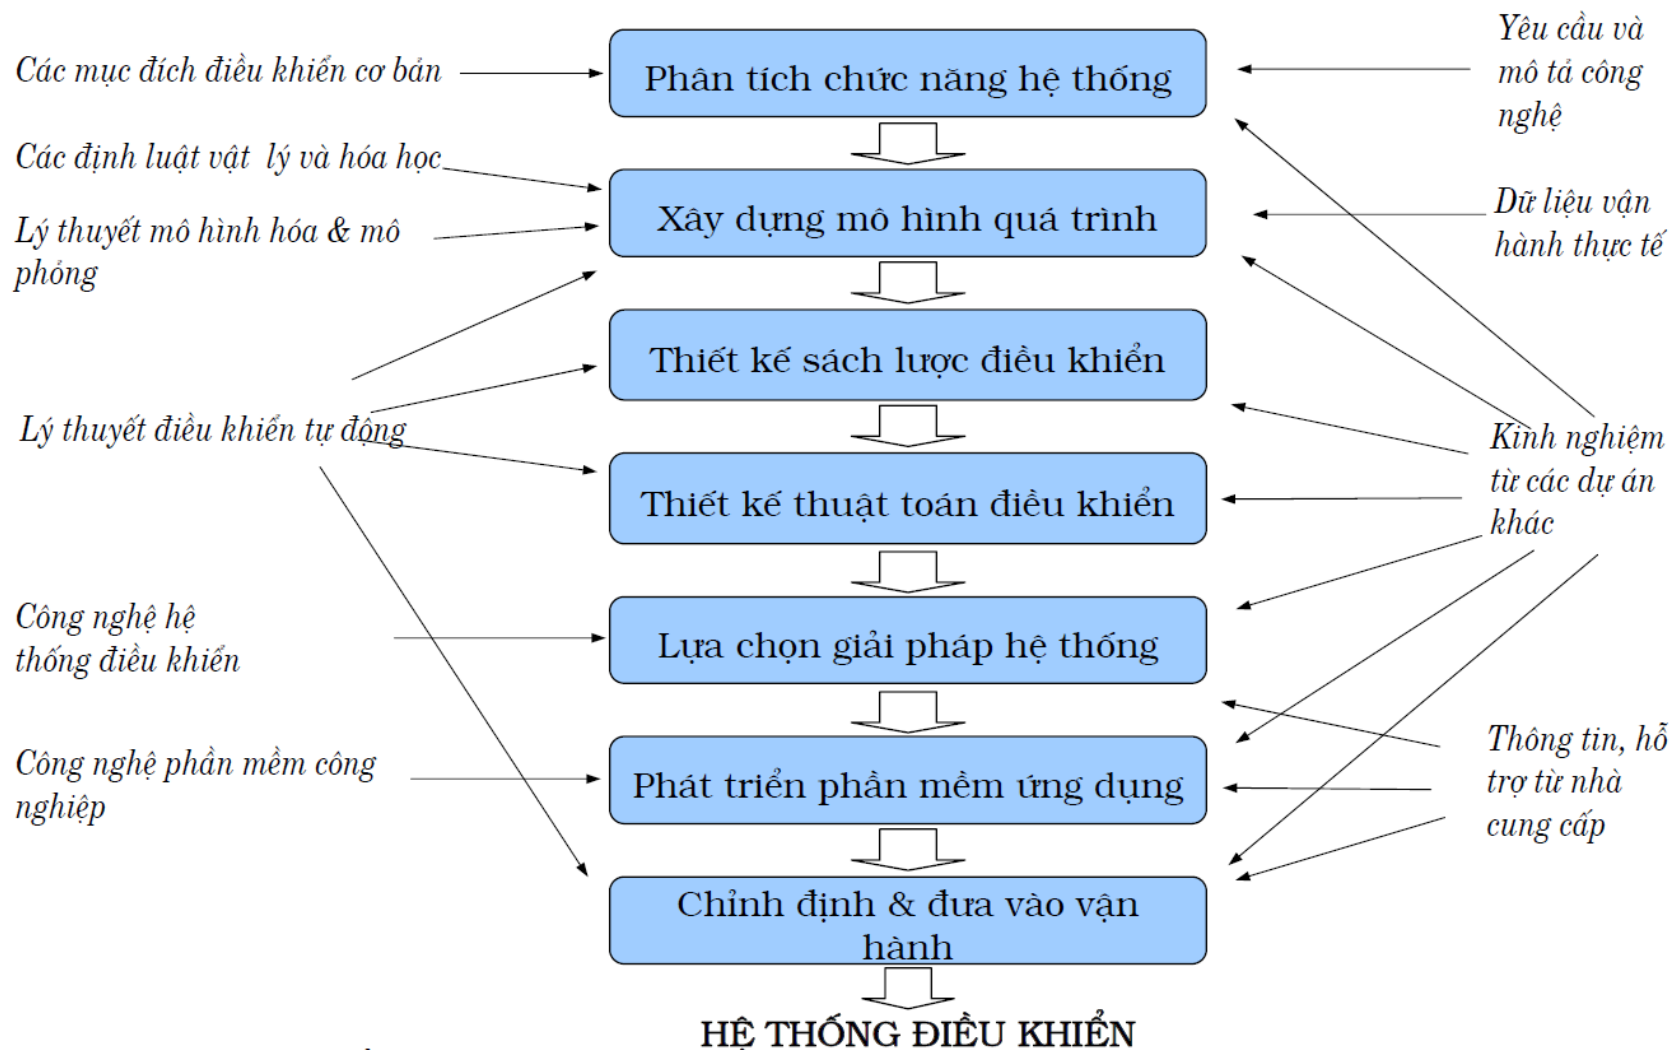 Các mục đích điều khiển cơ bản
Các định luật vật lý và hóa học
Lý thuyết mô hình hóa & mô
phỏng
Lý thuyết điều khiển tự động
Công nghệ hệ
thống điều khiển
Công nghệ phần mềm công
nghiệp
Phân tích chức năng hệ thống
Xây dựng mô hình quá trình
Thiết kế sách lược điều khiển
Thiết kế thuật toán điều khiển
Lựa chọn giải pháp hệ thống
Phát triển phần mềm ứng dụng
Chỉnh định & đưa vào vận
hành
HỆ THỐNG ĐIỀU KHIỂN
Yêu cầu và
mô tả công
nghệ
Dữ liệu vận
hành thực tế
Kinh nghiệm
từ các dự án
khác
Thông tin, hỗ
trợ từ nhà
cung cấp